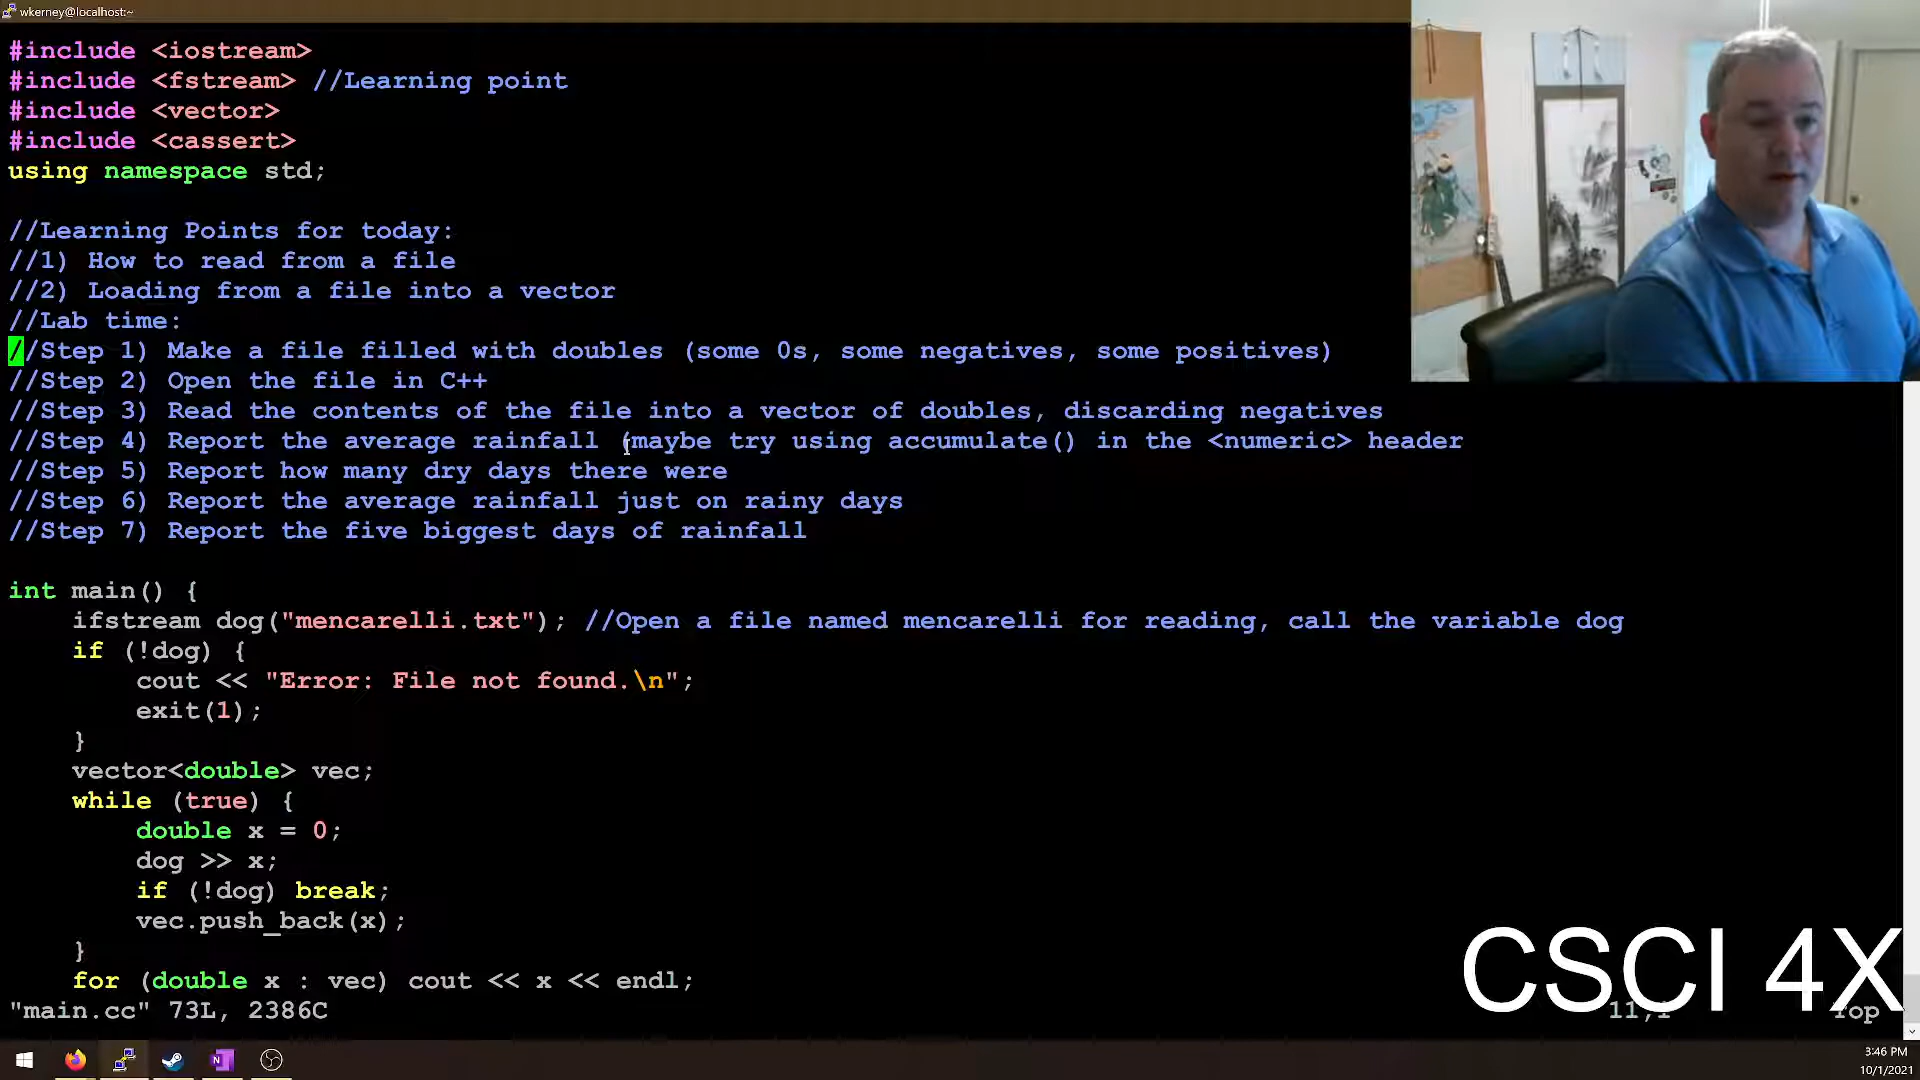 wkerney@localhost:~
#include <iostream>
#include <fstream> //Learning point
#include <vector>
#include <cassert>
using namespace std;
//Learning Points for today:
//1) How to read from a file
//2) Loading from a file into a vector
//Lab time:
//Step 1) Make a file filled with doubles (some 0s, some negatives, some positives)
//Step 2) Open the file in C++
//Step 3) Read the contents of the file into a vector of doubles, discarding negatives
//Step 4) Report the average rainfall (maybe try using accumulate() in the <numeric> header
//Step 5) Report how many dry days there were
//Step 6) Report the average rainfall just on rainy days
//Step 7) Report the five biggest days of rainfall
int main() {
ifstream dog("mencarelli.txt"); //Open a file named mencarelli for reading, call the variable dog
if (!dog) {
cout << "Error: File not found.\n";
exit(1);
}
vector<double> vec;
while (true) {
double x = 0;
dog >> x;
if (!dog) break;
vec.push_back(x);
}
for (double x : vec) cout << x << endl;
"main.cc" 73L, 2386C
CSCI 4X
3:46 PM
10/1/2021